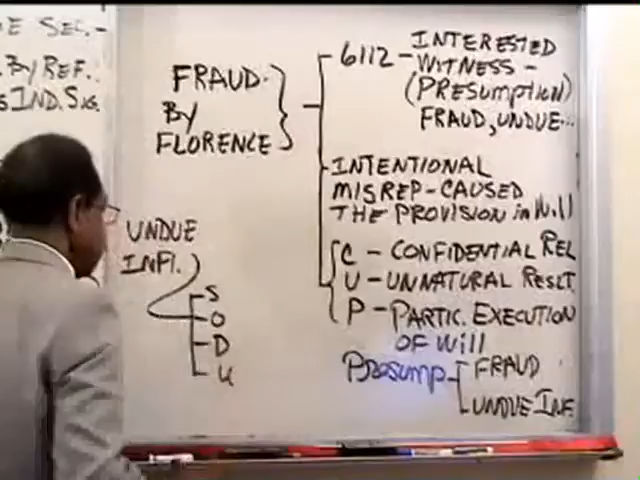 E SEC.-
BY REF.:
IND. SIG.
FRAUD
BY
FLORENCE
6112 - INTERESTED
WITNESS -
(PRESUMPTION)
FRAUD, UNDUE...
INTENTIONAL
MISREP-CAUSED
THE PROVISION in Will
C - CONFIDENTIAL REL
U - UNNATURAL RESLT
P - PARTIC. EXECUTION
OF Will
PRESUMP
FRAUD
UNDUE INF.
UNDUE
INFl.
S
O
D
U